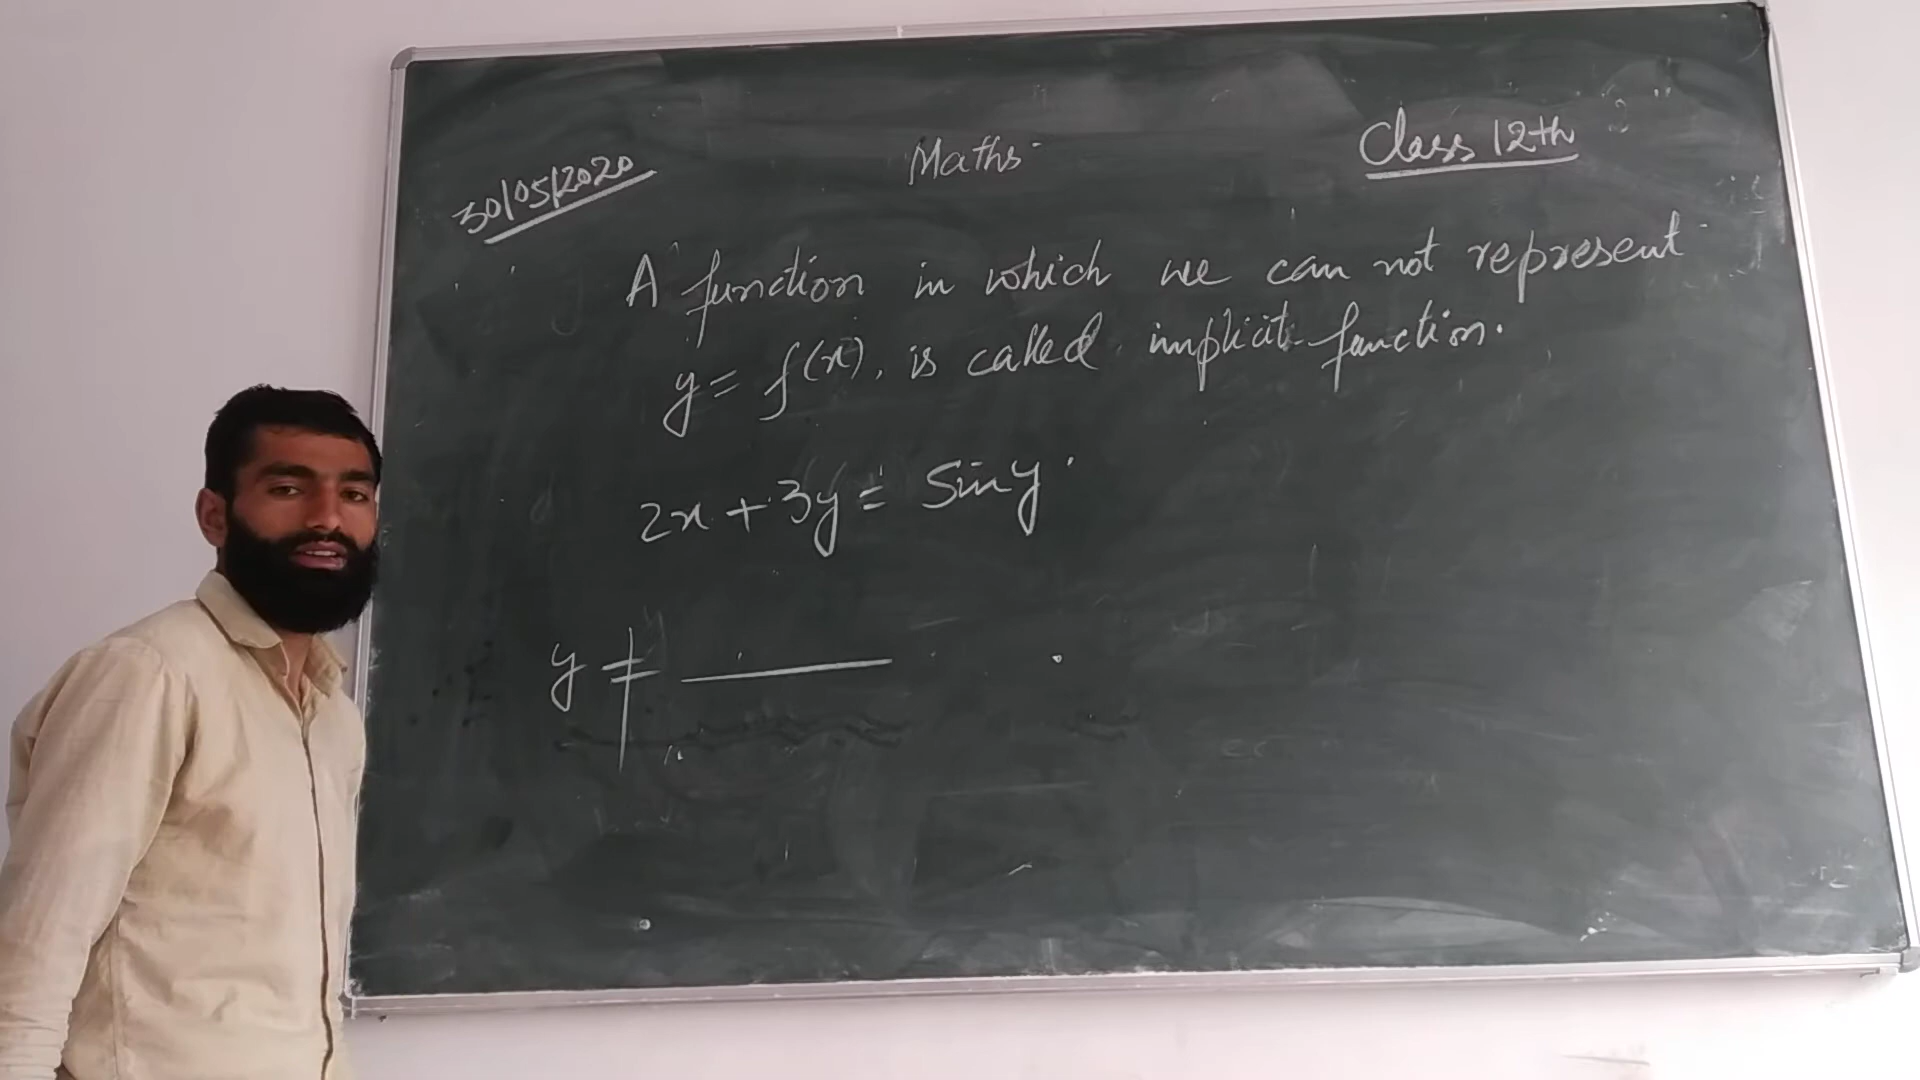 30/05/2020
Maths
Class 12th
A function in which we can not represent
y = f(x), is called implicit function.
2x + 3y = Sin y
y ≠ ———